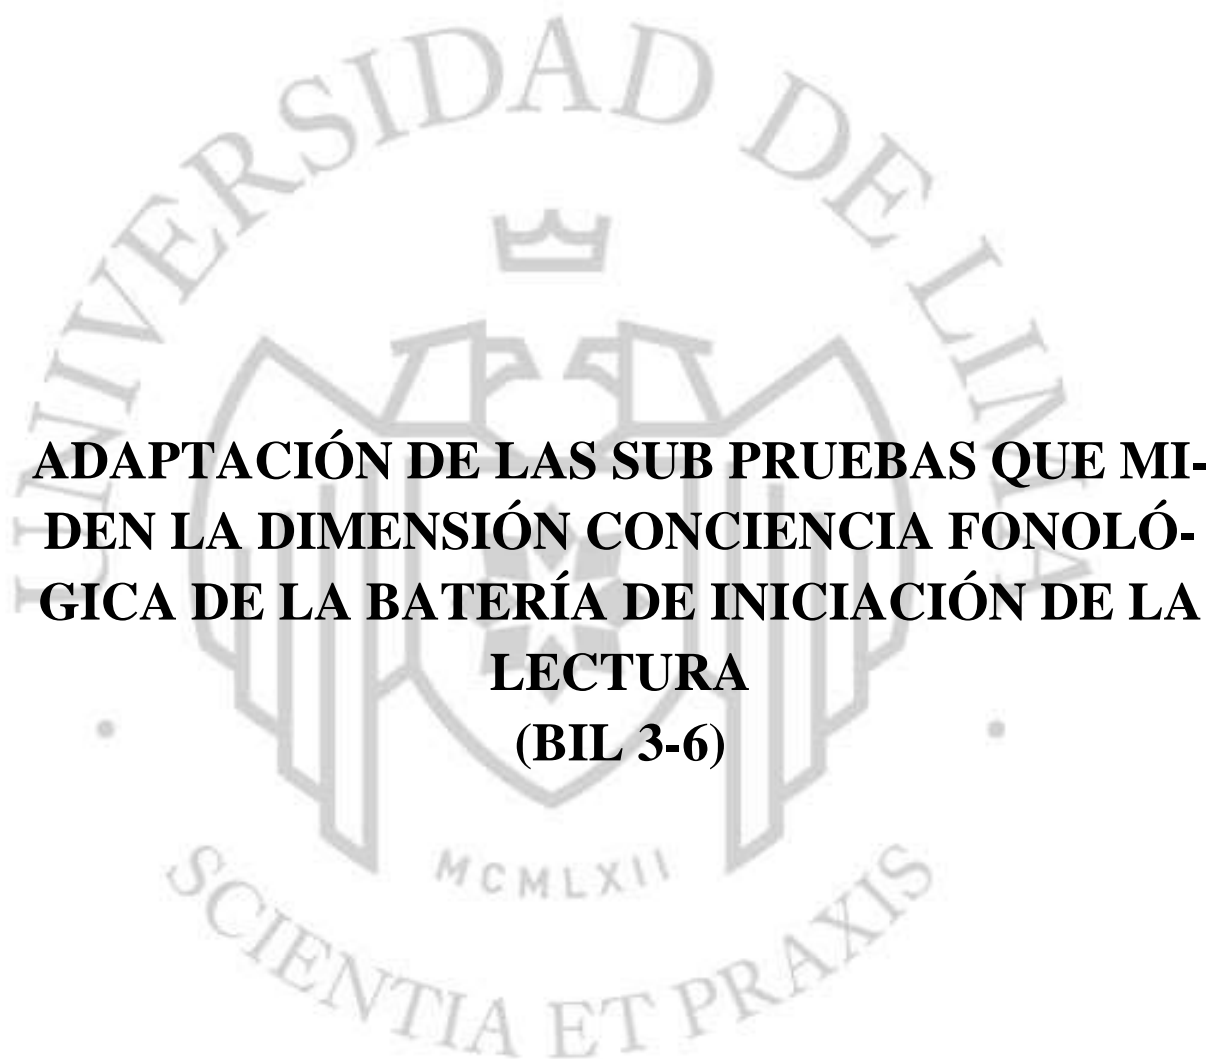 UNIVERSIDAD DE LIMA
ADAPTACIÓN DE LAS SUB PRUEBAS QUE MI-
DEN LA DIMENSIÓN CONCIENCIA FONOLÓ-
GICA DE LA BATERÍA DE INICIACIÓN DE LA
LECTURA
(BIL 3-6)
MCMLXII
SCIENTIA ET PRAXIS